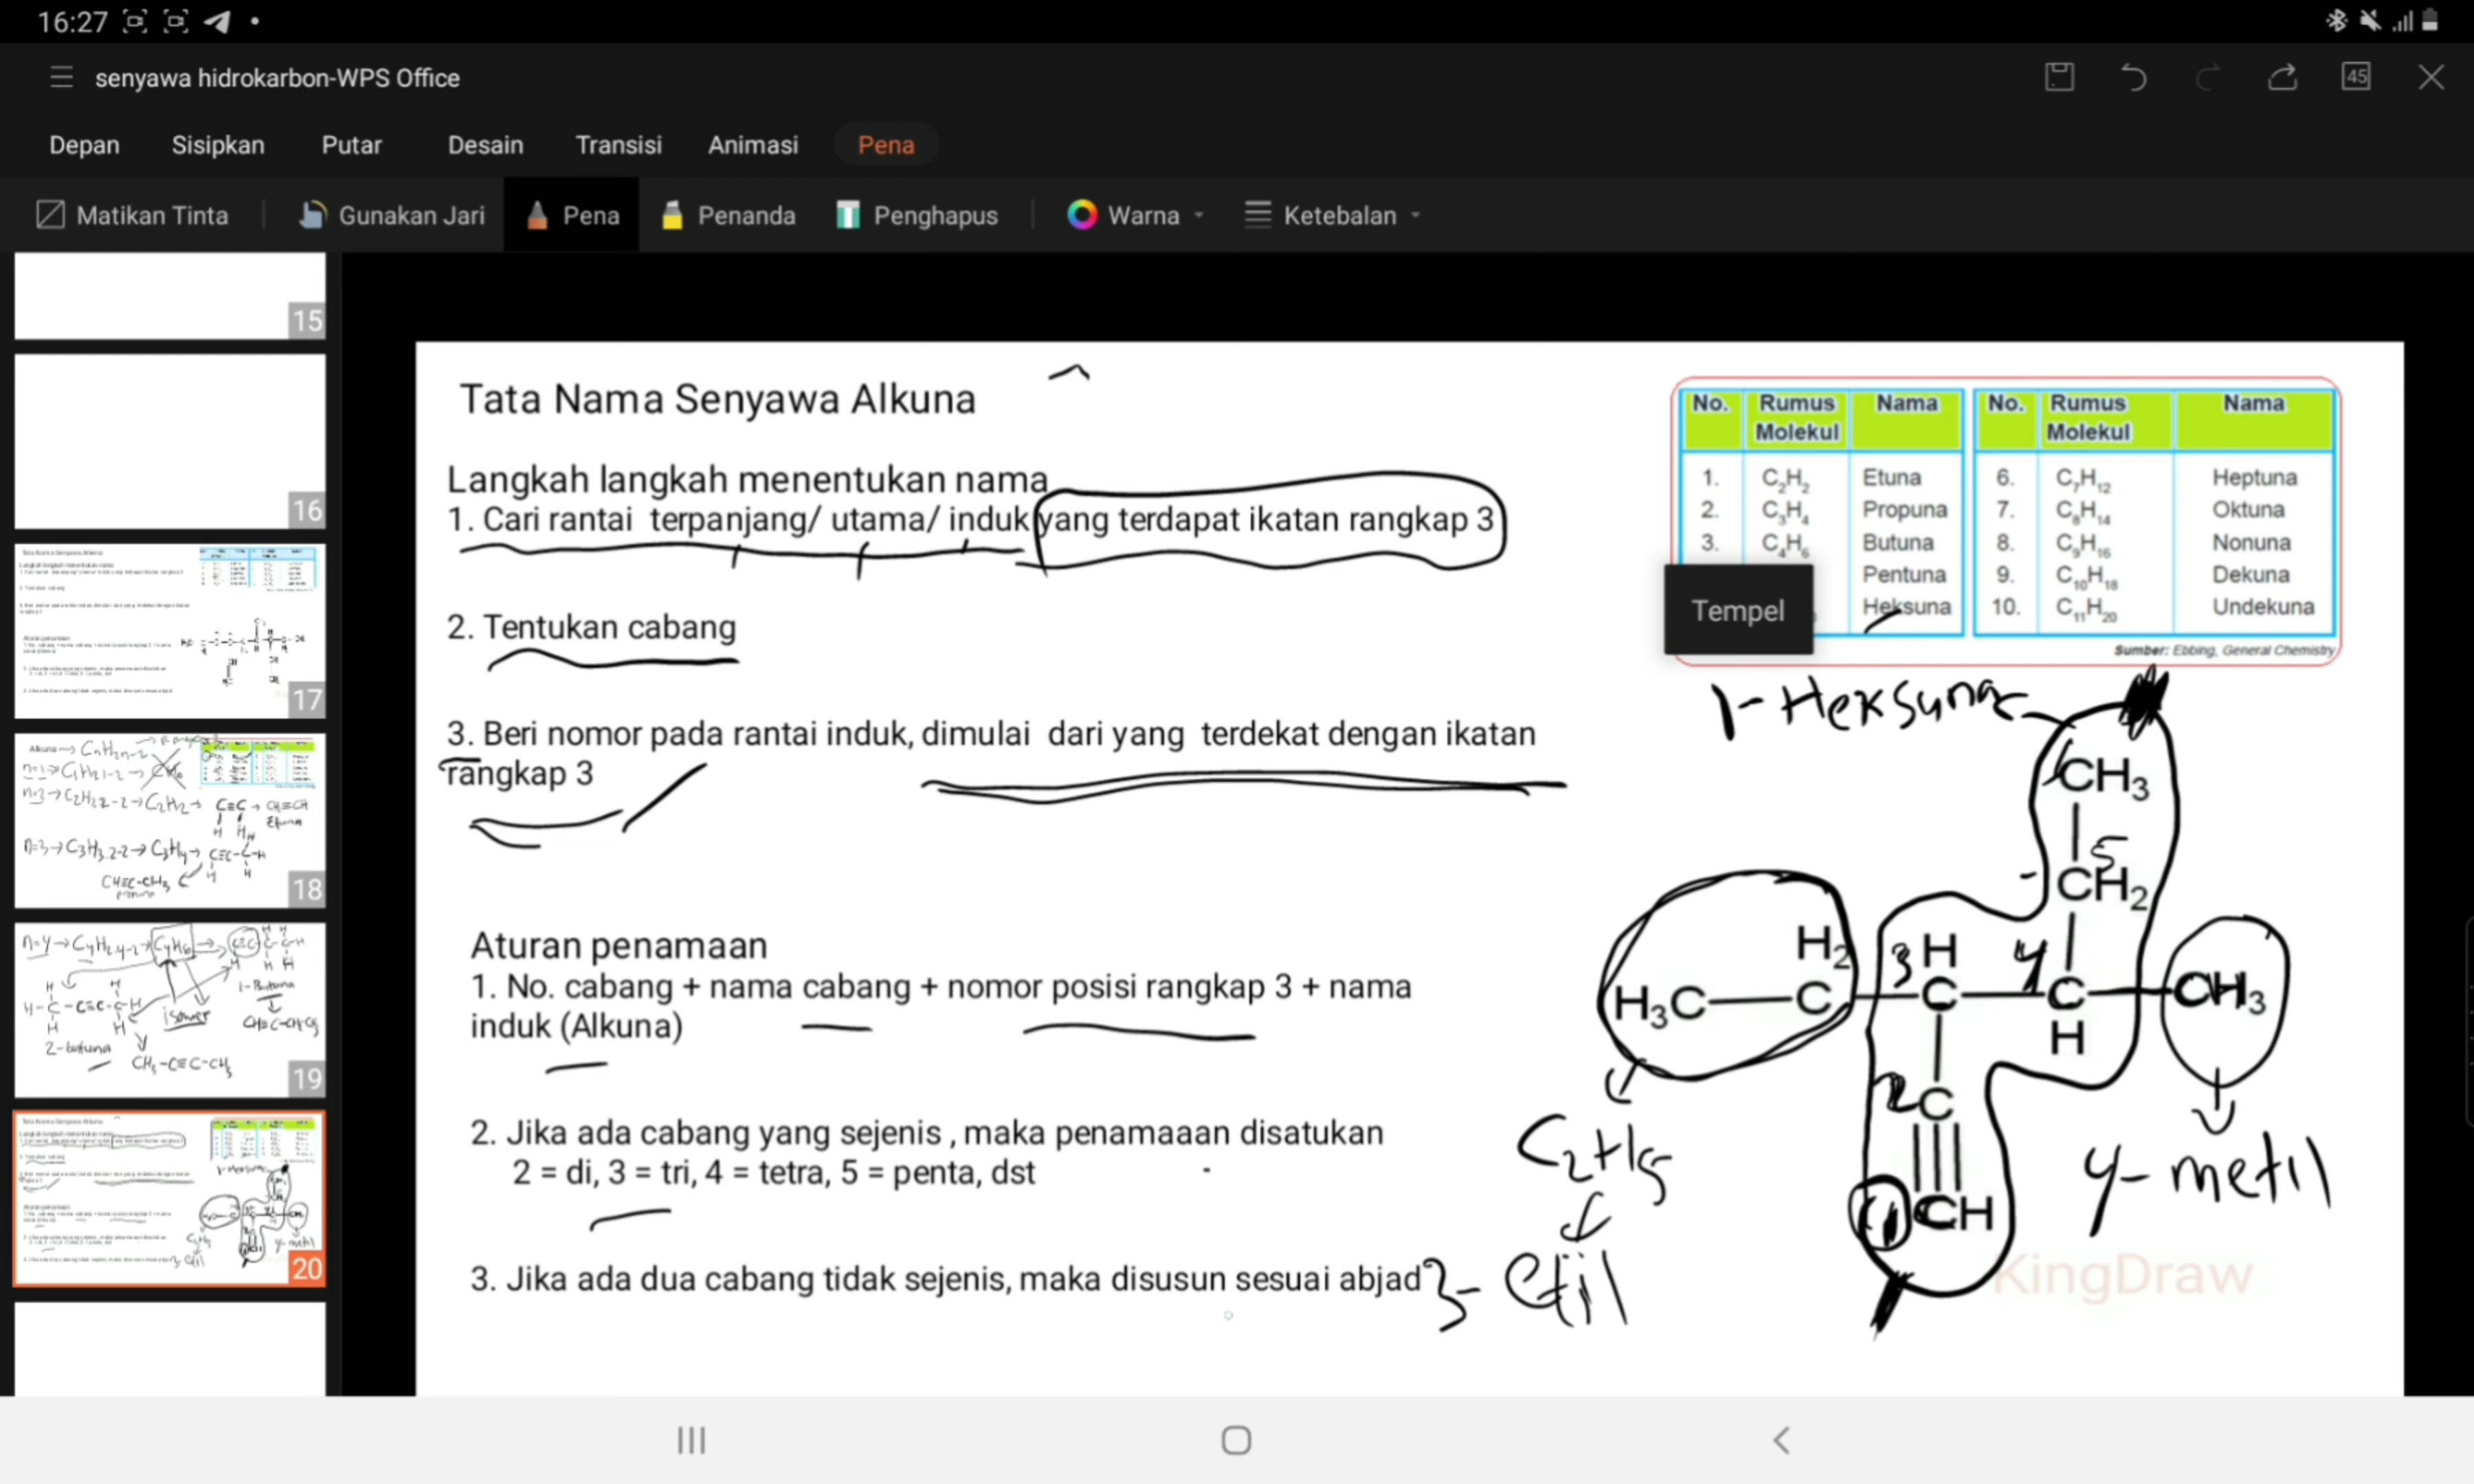 16:27
senyawa hidrokarbon-WPS Office
45
Depan Sisipkan Putar Desain Transisi Animasi Pena
Matikan Tinta Gunakan Jari Pena Penanda Penghapus Warna Ketebalan
15
16
17
18
19
20
Tata Nama Senyawa Alkuna
Langkah langkah menentukan nama
1. Cari rantai terpanjang/ utama/ induk yang terdapat ikatan rangkap 3
2. Tentukan cabang
3. Beri nomor pada rantai induk, dimulai dari yang terdekat dengan ikatan
rangkap 3
Aturan penamaan
1. No. cabang + nama cabang + nomor posisi rangkap 3 + nama
induk (Alkuna)
2. Jika ada cabang yang sejenis , maka penamaaan disatukan
2 = di, 3 = tri, 4 = tetra, 5 = penta, dst
3. Jika ada dua cabang tidak sejenis, maka disusun sesuai abjad
No. Rumus Molekul Nama No. Rumus Molekul Nama
1. C2H2 Etuna 6. C7H12 Heptuna
2. C3H4 Propuna 7. C8H14 Oktuna
3. C4H6 Butuna 8. C9H16 Nonuna
Pentuna 9. C10H18 Dekuna
Heksuna 10. C11H20 Undekuna
Tempel
Sumber: Ebbing, General Chemistry
1-Heksuna
6 CH3
5
CH2
H2 3 H 4
H3C C C C CH3
H
2 C
1 CH
C2H5
4-metil
3-etil
KingDraw